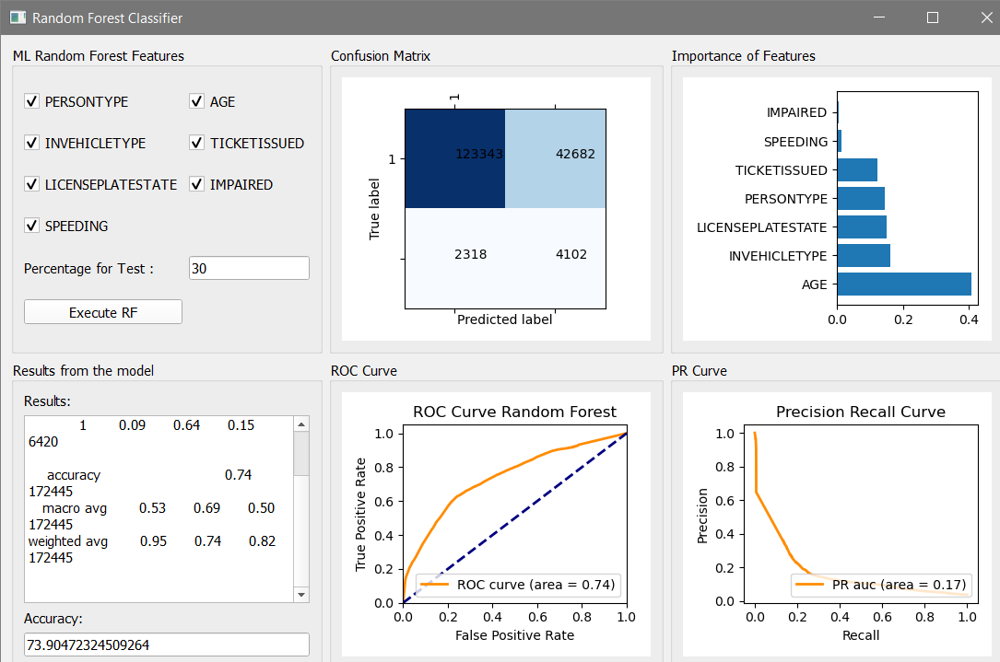 Random Forest Classifier
ML Random Forest Features
PERSONTYPE
AGE
INVEHICLETYPE
TICKETISSUED
LICENSEPLATESTATE
IMPAIRED
SPEEDING
Percentage for Test :
30
Execute RF
Confusion Matrix
1
1
123343
42682
2318
4102
True label
Predicted label
Importance of Features
IMPAIRED
SPEEDING
TICKETISSUED
PERSONTYPE
LICENSEPLATESTATE
INVEHICLETYPE
AGE
0.0 0.2 0.4
Results from the model
Results:
1 0.09 0.64 0.15
6420
accuracy 0.74
172445
macro avg 0.53 0.69 0.50
172445
weighted avg 0.95 0.74 0.82
172445
Accuracy:
73.90472324509264
ROC Curve
ROC Curve Random Forest
1.0
0.8
0.6
0.4
0.2
0.0
True Positive Rate
ROC curve (area = 0.74)
0.0 0.2 0.4 0.6 0.8 1.0
False Positive Rate
PR Curve
Precision Recall Curve
1.0
0.8
0.6
0.4
0.2
0.0
Precision
PR auc (area = 0.17)
0.0 0.2 0.4 0.6 0.8 1.0
Recall